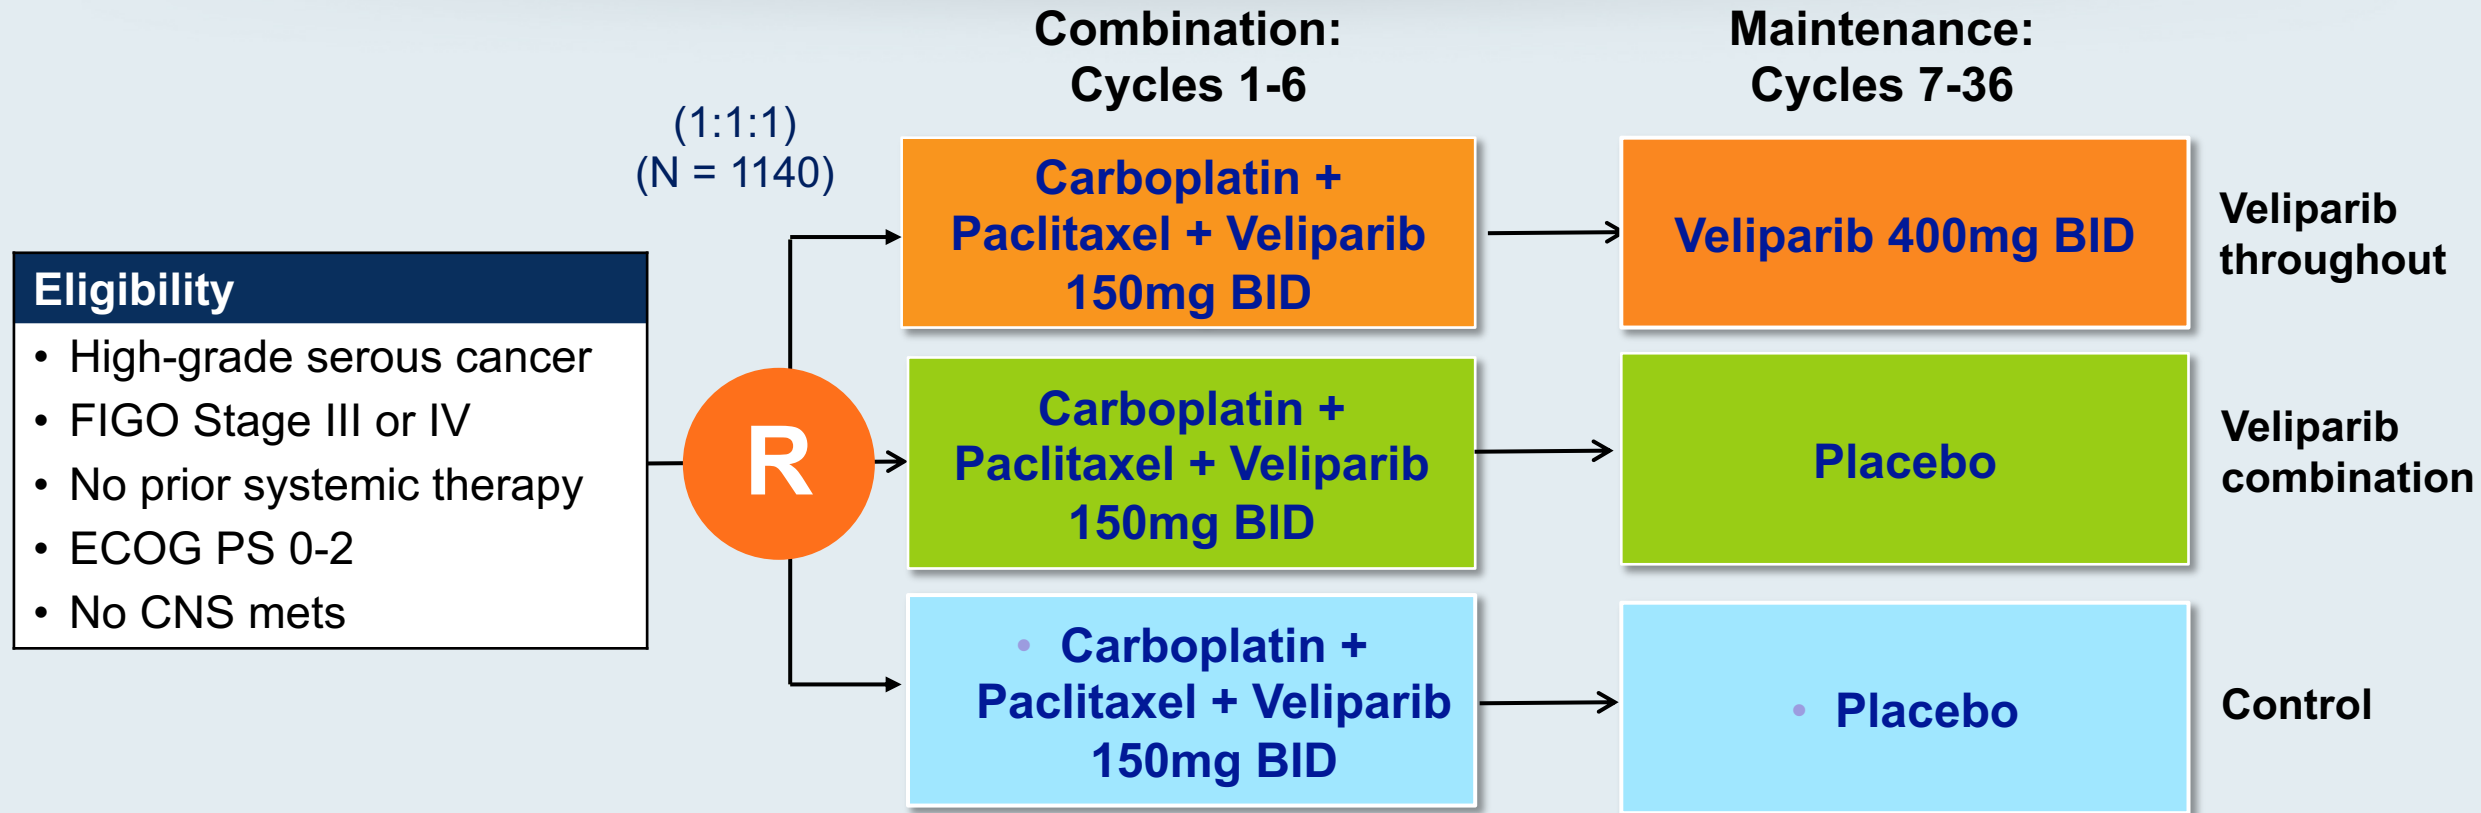 Combination:
Cycles 1-6
Maintenance:
Cycles 7-36
(1:1:1)
(N = 1140)
Eligibility
• High-grade serous cancer
• FIGO Stage III or IV
• No prior systemic therapy
• ECOG PS 0-2
• No CNS mets
R
Carboplatin +
Paclitaxel + Veliparib
150mg BID
Veliparib 400mg BID
Veliparib
throughout
Carboplatin +
Paclitaxel + Veliparib
150mg BID
Placebo
Veliparib
combination
• Carboplatin +
Paclitaxel + Veliparib
150mg BID
• Placebo
Control